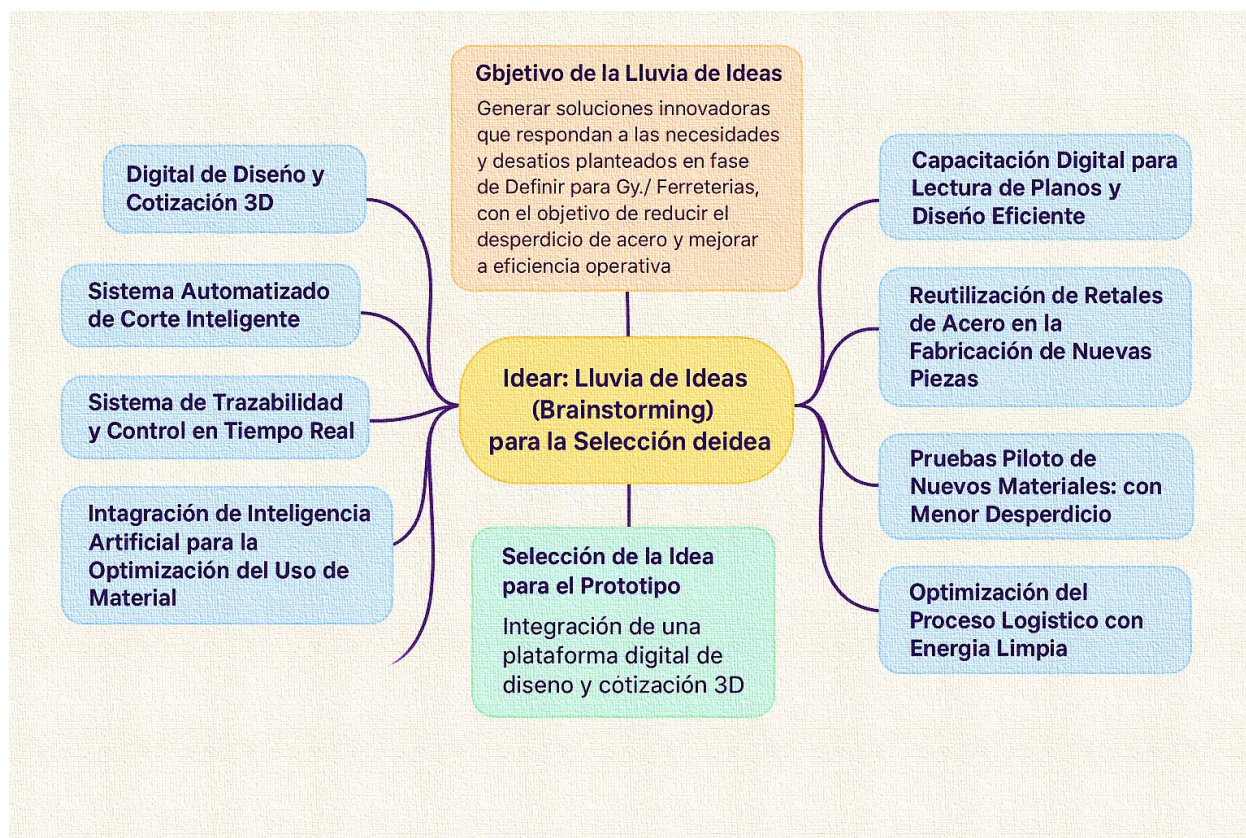 Gbjetivo de la Lluvia de Ideas
Generar soluciones innovadoras
que respondan a las necesidades
y desatios planteados en fase
de Definir para Gy./ Ferreterias,
con el objetivo de reducir el
desperdicio de acero y mejorar
a eficiencia operativa
Digital de Diseńo y
Cotización 3D
Sistema Automatizado
de Corte Inteligente
Sistema de Trazabilidad
y Control en Tiempo Real
Intagración de Inteligencia
Artificial para la
Optimización del Uso de
Material
Idear: Lluvia de Ideas
(Brainstorming)
para la Selección deidea
Selección de la Idea
para el Prototipo
Integración de una
plataforma digital de
diseno y cótización 3D
Capacitación Digital para
Lectura de Planos y
Diseńo Eficiente
Reutilización de Retales
de Acero en la
Fabricación de Nuevas
Piezas
Pruebas Piloto de
Nuevos Materiales: con
Menor Desperdicio
Optimización del
Proceso Logistico con
Energia Limpia